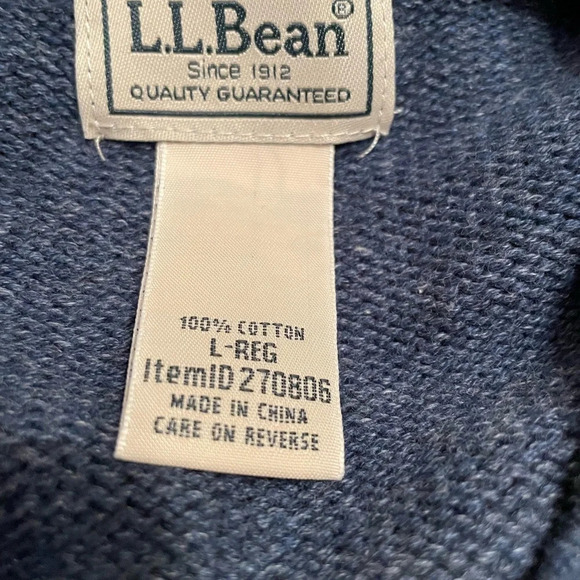 L.L.Bean®
Since 1912
QUALITY GUARANTEED
100% COTTON
L-REG
ItemID 270806
MADE IN CHINA
CARE ON REVERSE